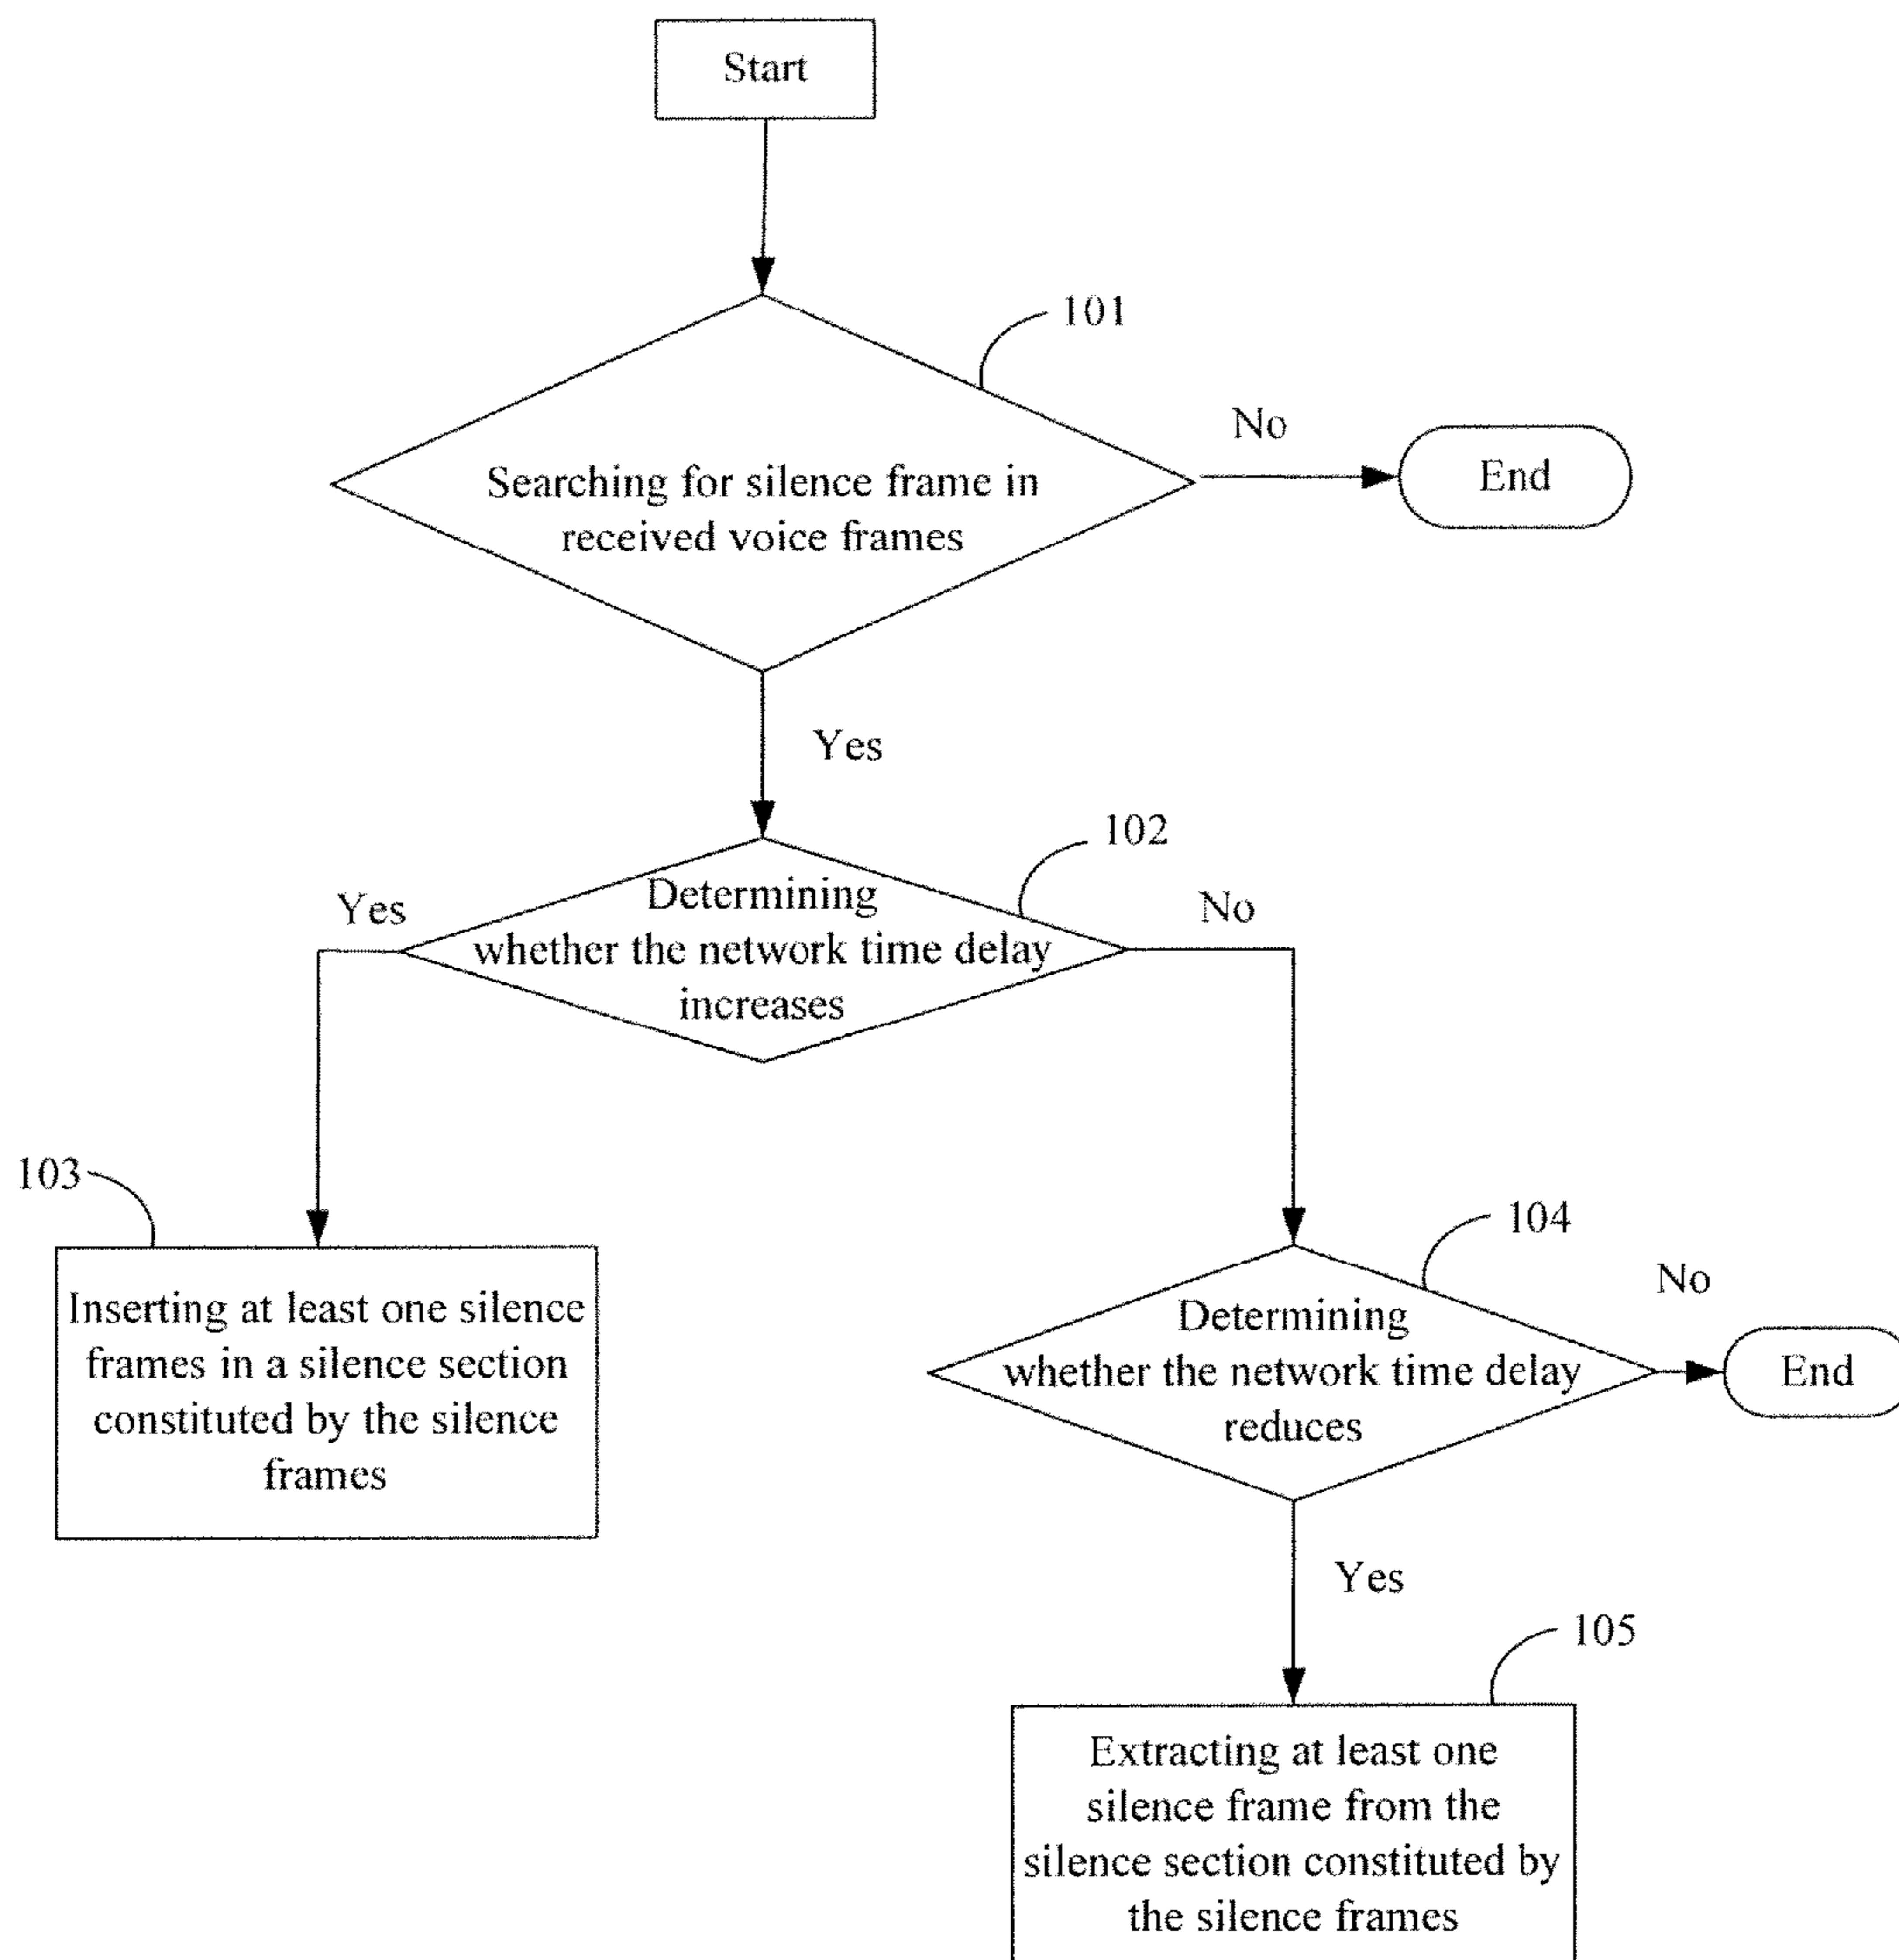 Start
101
No
Searching for silence frame in
received voice frames
End
Yes
102
Yes
Determining
whether the network time delay
increases
No
103
Inserting at least one silence
frames in a silence section
constituted by the silence
frames
104
No
Determining
whether the network time delay
reduces
End
Yes
105
Extracting at least one
silence frame from the
silence section constituted by
the silence frames